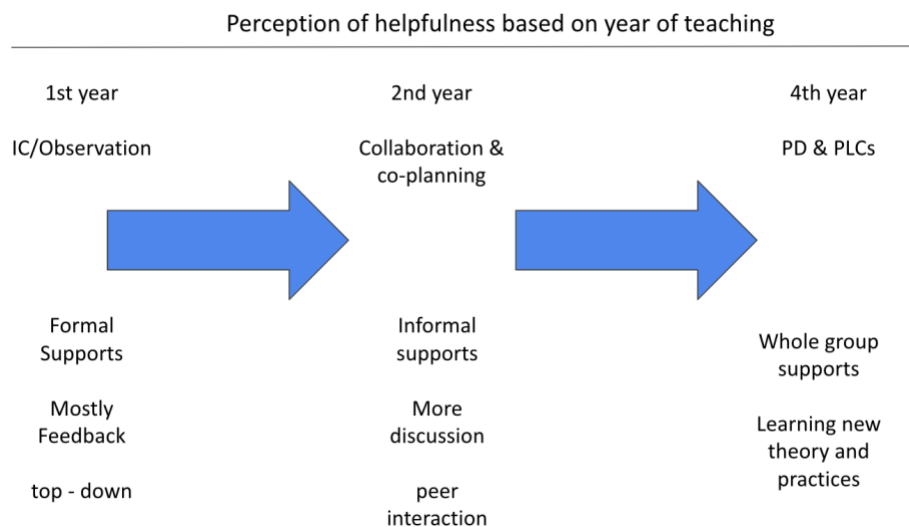 Perception of helpfulness based on year of teaching
1st year
2nd year
4th year
IC/Observation
Collaboration &
co-planning
PD & PLCs
Formal
Supports
Mostly
Feedback
top - down
Informal
supports
More
discussion
peer
interaction
Whole group
supports
Learning new
theory and
practices